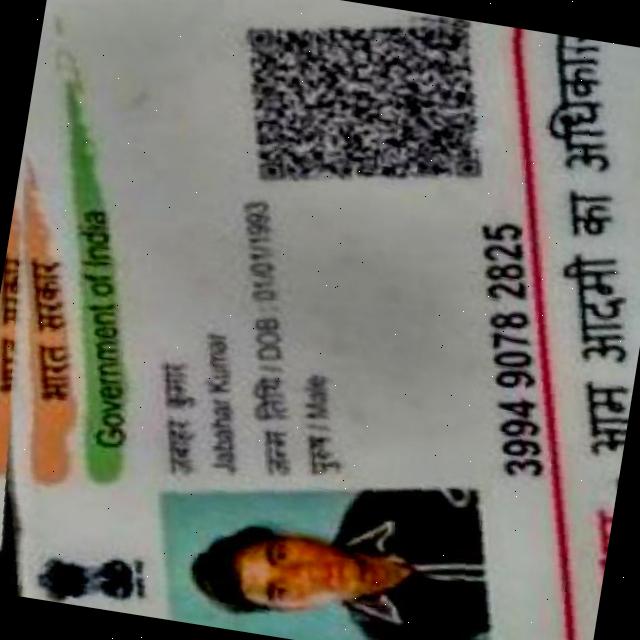 भारत सरकार
Government of India
जबहर कुमार
Jabahar Kumar
जन्म तिथि / DOB : 01/01/1993
पुरुष / Male
3994 9078 2825
आम आदमी का अधिकार